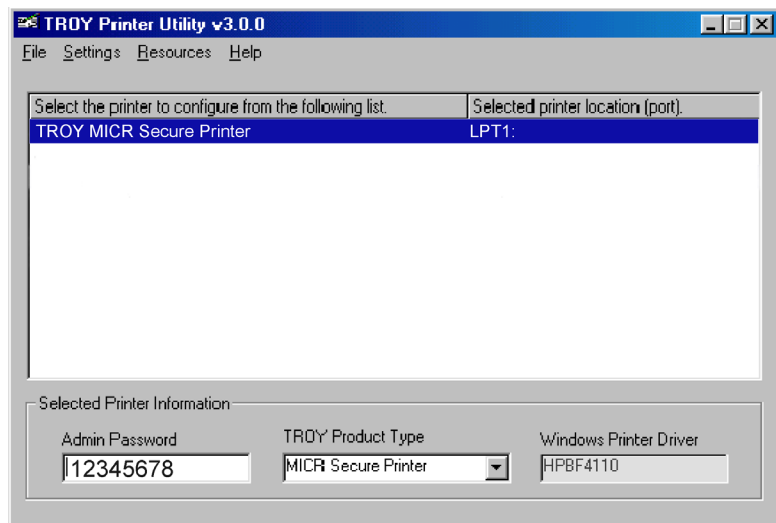 TROY Printer Utility v3.0.0
File Settings Resources Help
Select the printer to configure from the following list. Selected printer location (port).
TROY MICR Secure Printer LPT1:
Selected Printer Information
Admin Password TROY Product Type Windows Printer Driver
12345678 MICR Secure Printer HPBF4110